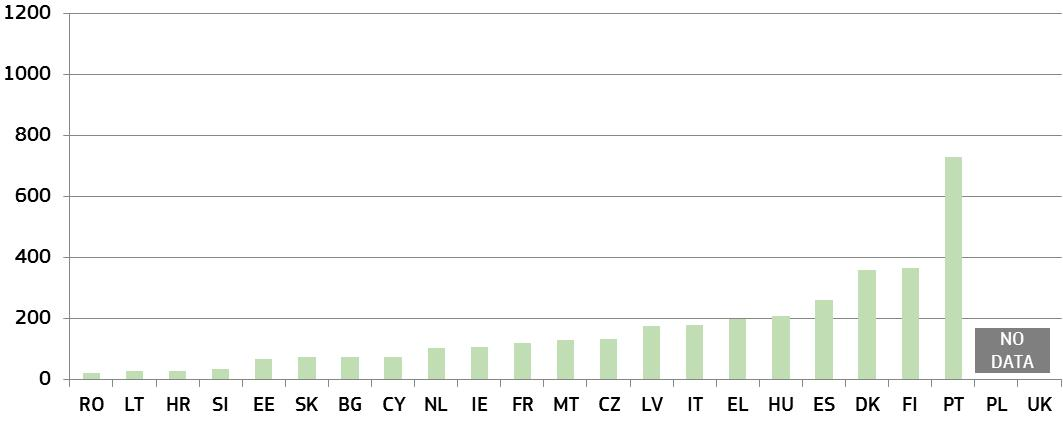 1200
1000
800
600
400
200
0
NO
DATA
RO LT HR SI EE SK BG CY NL IE FR MT CZ LV IT EL HU ES DK FI PT PL UK